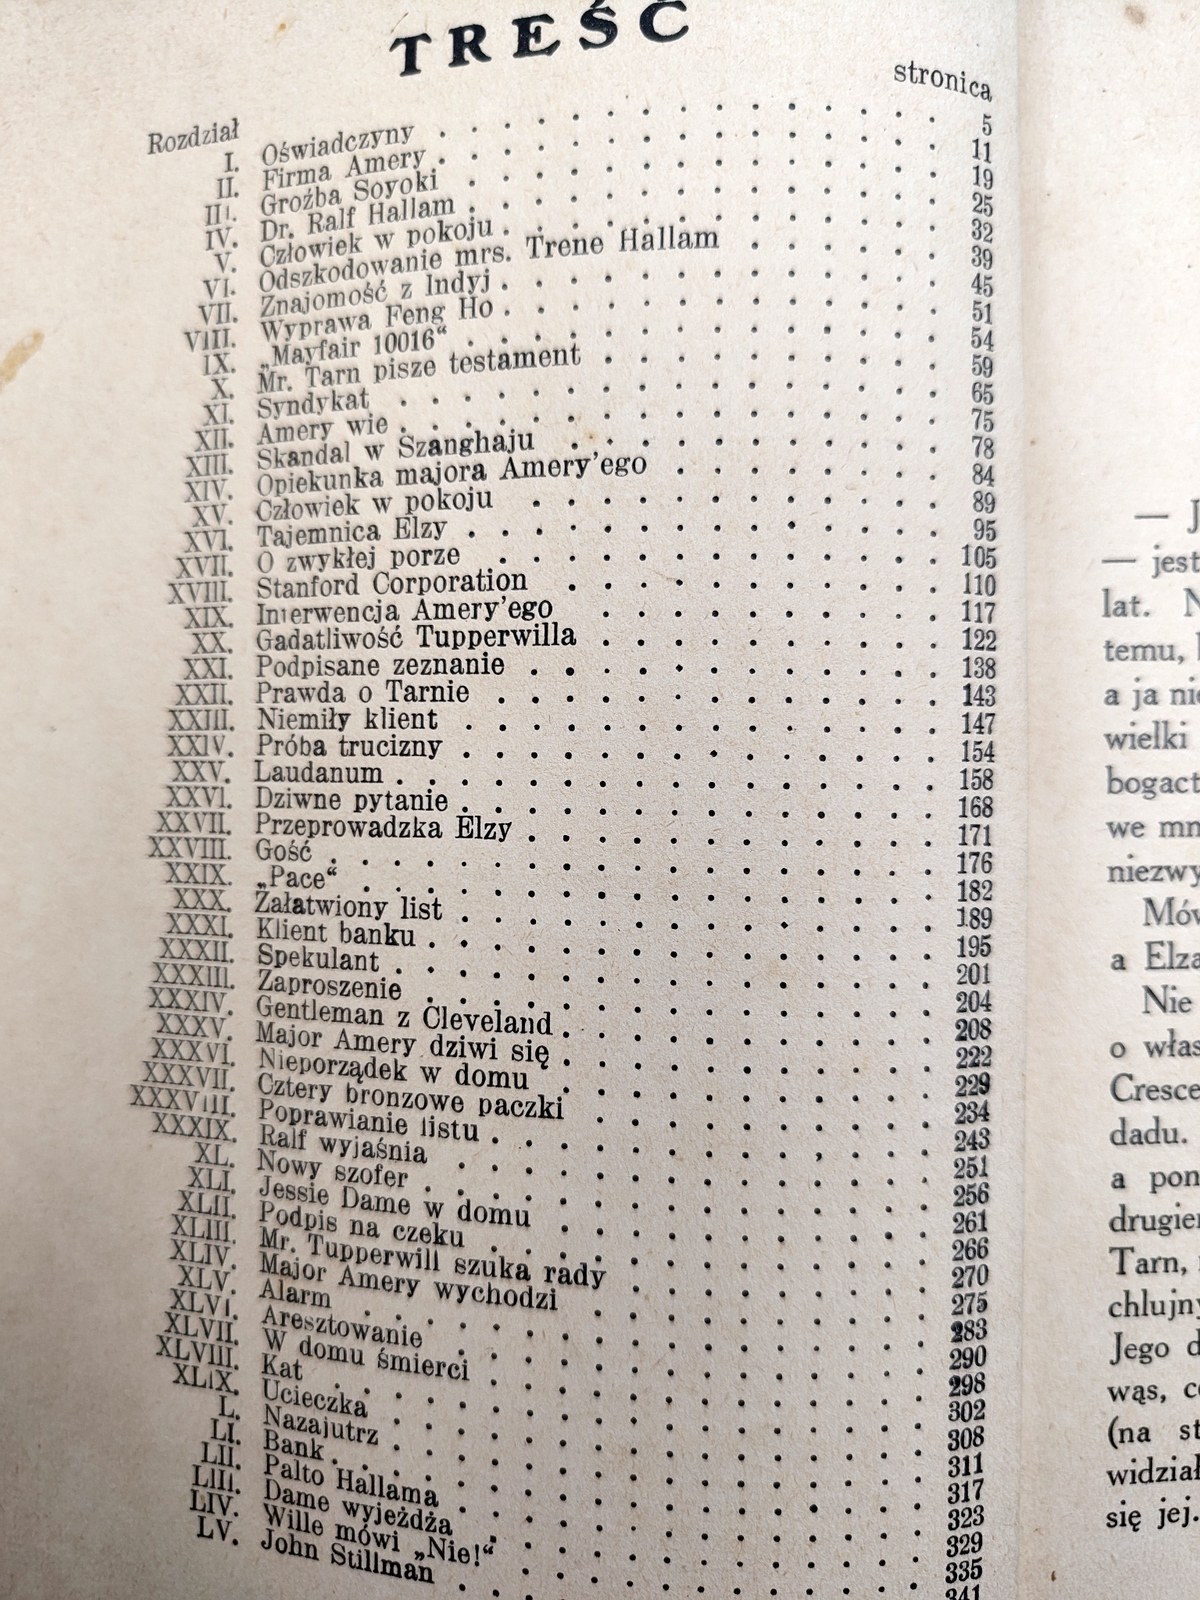 TREŚĆ
Rozdział stronica
I. Oświadczyny 5
II. Firma Amery 11
III. Groźba Soyoki 19
IV. Dr. Ralf Hallam 25
V. Człowiek w pokoju 32
VI. Odszkodowanie mrs. Trene Hallam 39
VII. Znajomość z Indyj 45
VIII. Wyprawa Feng Ho 51
IX. „Mayfair 10016“ 54
X. Mr. Tarn pisze testament 59
XI. Syndykat 65
XII. Amery wie 75
XIII. Skandal w Szanghaju 78
XIV. Opiekunka majora Amery’ego 84
XV. Człowiek w pokoju 89
XVI. Tajemnica Elzy 95
XVII. O zwykłej porze 105
XVIII. Stanford Corporation 110
XIX. Interwencja Amery’ego 117
XX. Gadatliwość Tupperwilla 122
XXI. Podpisane zeznanie 138
XXII. Prawda o Tarnie 143
XXIII. Niemiły klient 147
XXIV. Próba trucizny 154
XXV. Laudanum 158
XXVI. Dziwne pytanie 168
XXVII. Przeprowadzka Elzy 171
XXVIII. Gość 176
XXIX. „Pace“ 182
XXX. Załatwiony list 189
XXXI. Klient banku 195
XXXII. Spekulant 201
XXXIII. Zaproszenie 204
XXXIV. Gentleman z Cleveland 208
XXXV. Major Amery dziwi się 222
XXXVI. Nieporządek w domu 229
XXXVII. Cztery bronzowe paczki 234
XXXVIII. Poprawianie listu 243
XXXIX. Ralf wyjaśnia 251
XL. Nowy szofer 256
XLI. Jessie Dame w domu 261
XLII. Podpis na czeku 266
XLIII. Mr. Tupperwill szuka rady 270
XLIV. Major Amery wychodzi 275
XLV. Alarm 283
XLVI. Aresztowanie 290
XLVII. W domu śmierci 298
XLVIII. Kat 302
XLIX. Ucieczka 308
L. Nazajutrz 311
LI. Bank 317
LII. Palto Hallama 323
LIII. Dame wyjeżdża 329
LIV. Wille mówi „Nie!“ 335
LV. John Stillman 341
— J
— jest
lat. N
temu,
a ja nie
wielki
bogact
we mn
niezwy
Mów
a Elza
Nie
o włas
Cresce
dadu.
a pon
drugier
Tarn,
chlujny
Jego d
wąs, co
(na st
widział
się jej.